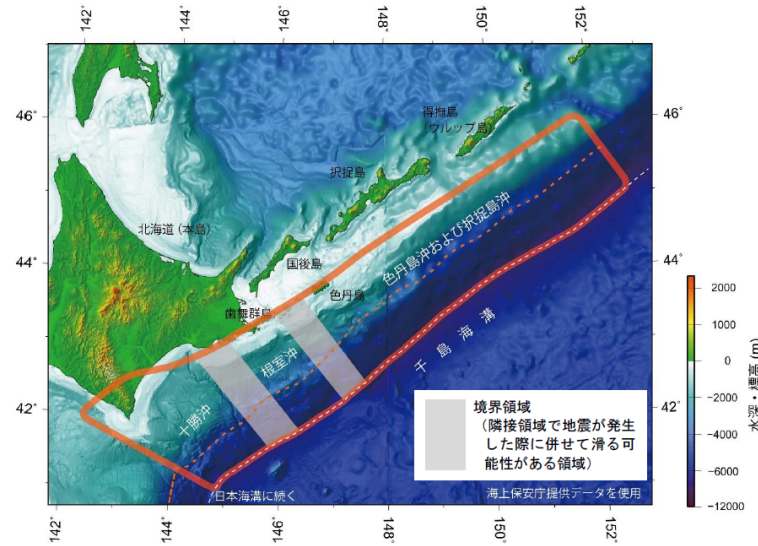 142°
144°
146°
148°
150°
152°
46°
46°
得撫島
(ウルップ島)
択捉島
北海道 (本島)
44°
44°
国後島
色丹島沖および択捉島沖
色丹島
歯舞群島
根室沖
千島海溝
十勝沖
42°
42°
境界領域
(隣接領域で地震が発生
した際に併せて滑る可
能性がある領域)
日本海溝に続く
海上保安庁提供データを使用
142°
144°
146°
148°
150°
152°
2000
0
−2000
−4000
−6000
−8000
−10000
−12000
水深・標高 (m)